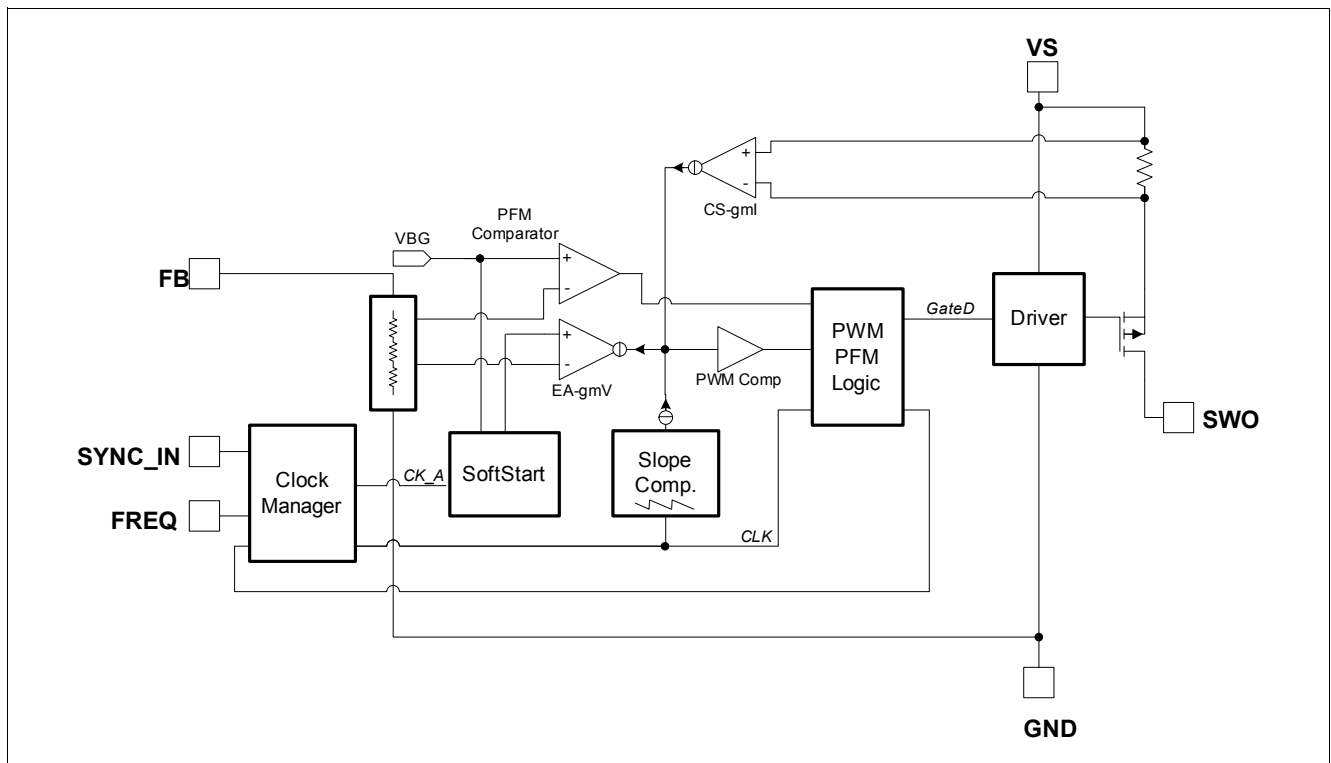 VS
+
-
CS-gmI
PFM
Comparator
VBG
FB
+
-
+
-
EA-gmV
PWM Comp
PWM
PFM
Logic
GateD
Driver
SWO
SYNC_IN
FREQ
Clock
Manager
CK_A
SoftStart
Slope
Comp.
CLK
GND